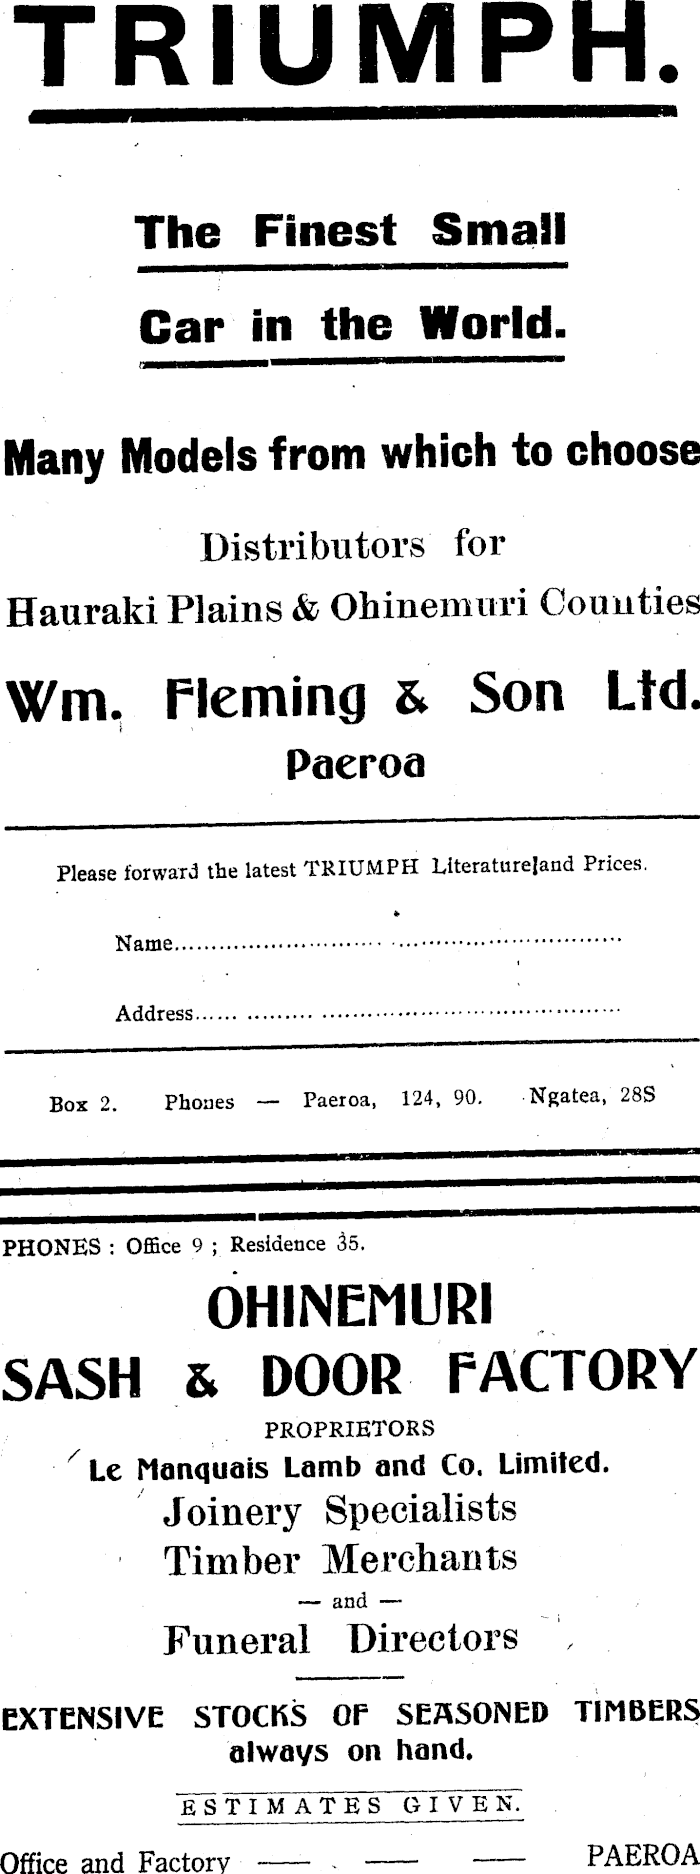 TRIUMPH.
The Finest Small
Car in the World.
Many Models from which to choose
Distributors for
Hauraki Plains & Ohinemuri Counties
Wm. Fleming & Son Ltd.
Paeroa
Please forward the latest TRIUMPH Literature and Prices.
Name..........................................................
Address...... ......... ..........................................
Box 2. Phones — Paeroa, 124, 90. Ngatea, 28S
PHONES : Office 9 ; Residence 35.
OHINEMURI
SASH & DOOR FACTORY
PROPRIETORS
Le Manquais Lamb and Co. Limited.
Joinery Specialists
Timber Merchants
— and —
Funeral Directors
EXTENSIVE STOCKS OF SEASONED TIMBERS
always on hand.
ESTIMATES GIVEN.
Office and Factory — — — PAEROA